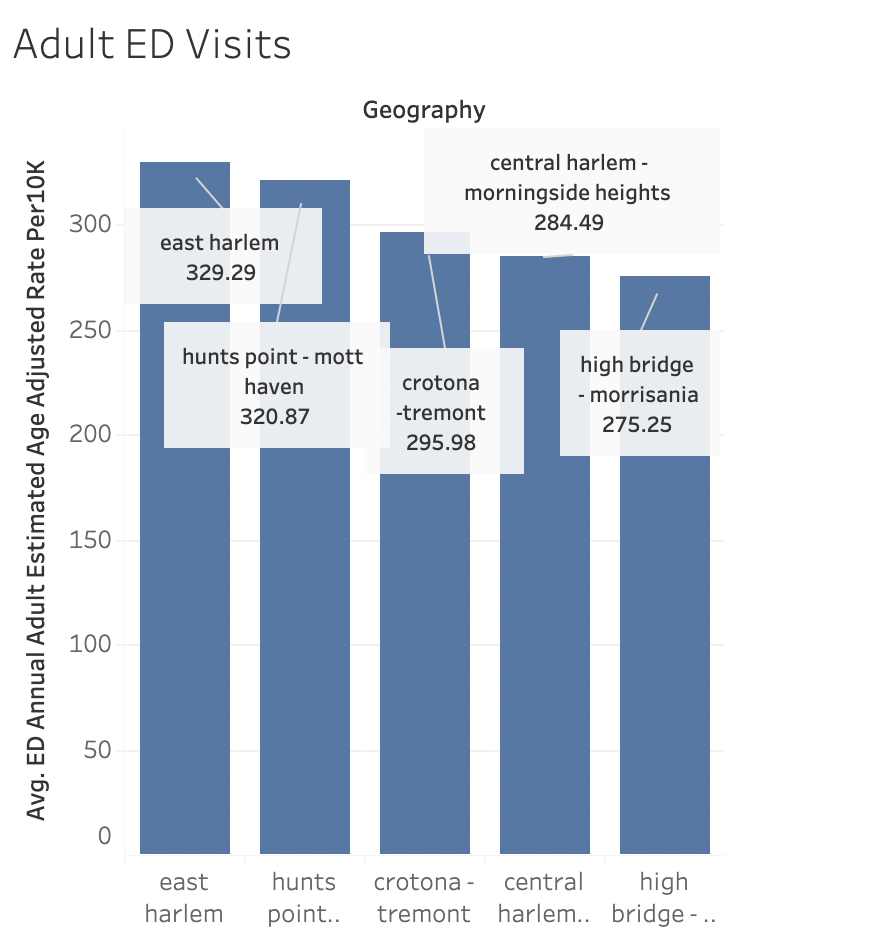 Adult ED Visits
Geography
Avg. ED Annual Adult Estimated Age Adjusted Rate Per10K
300
250
200
150
100
50
0
east harlem
329.29
hunts point - mott
haven
320.87
crotona
-tremont
295.98
central harlem -
morningside heights
284.49
high bridge
- morrisania
275.25
east
harlem
hunts
point..
crotona -
tremont
central
harlem..
high
bridge - ..